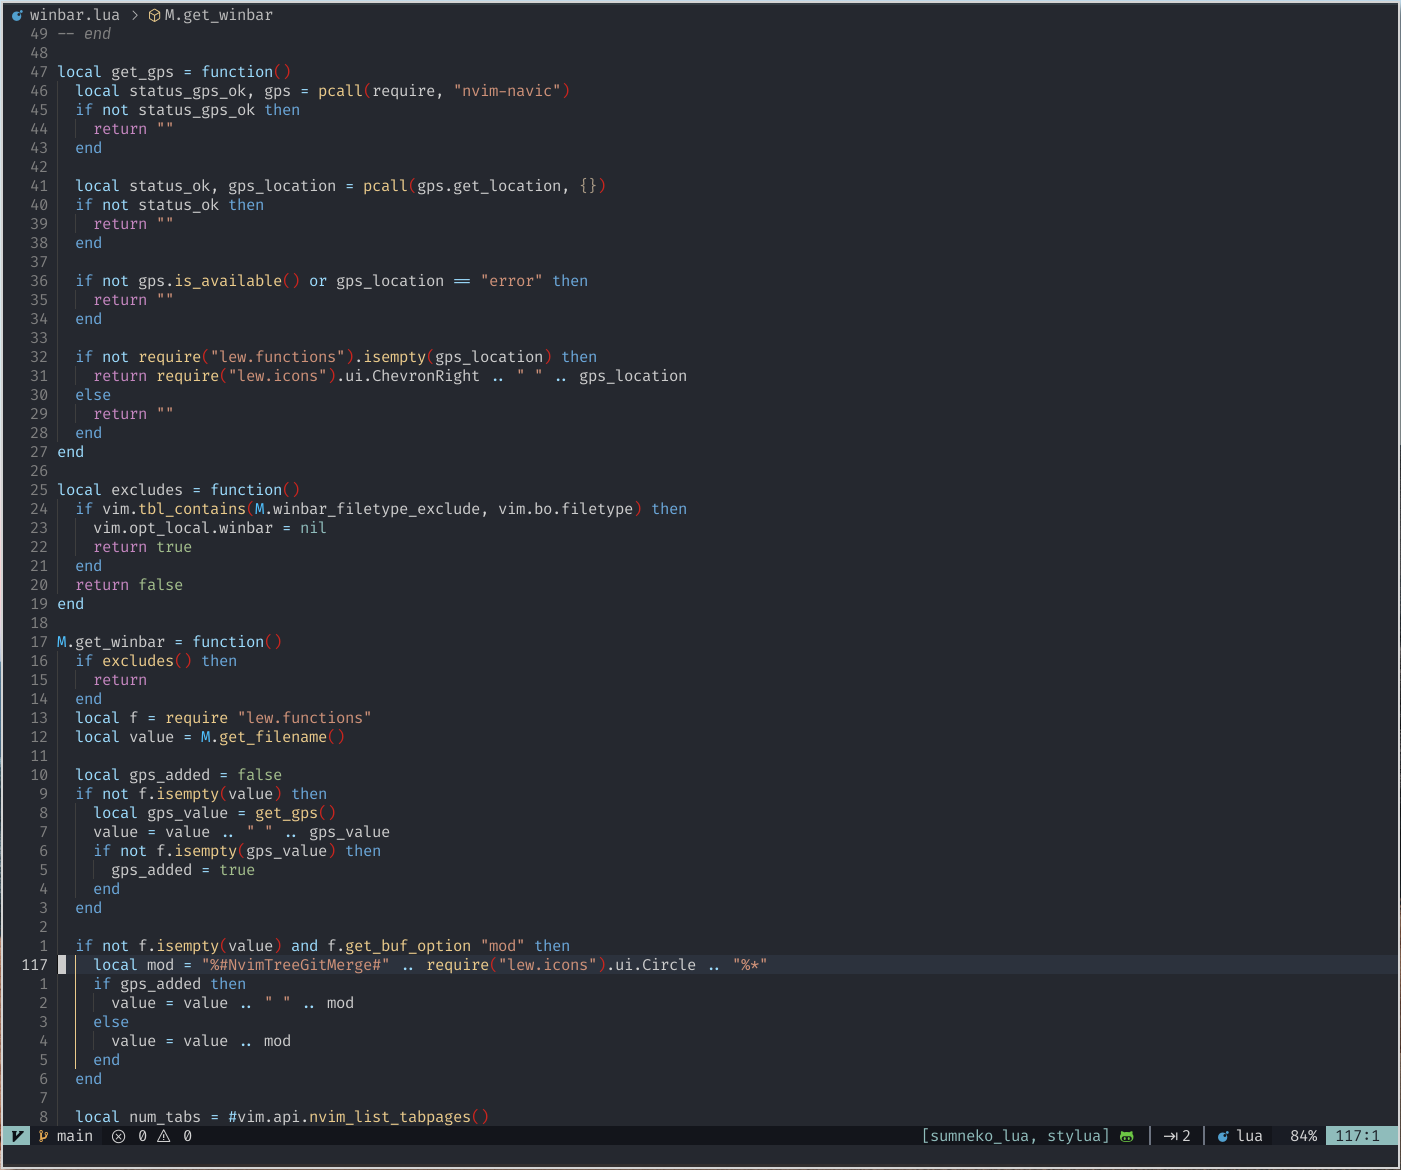 winbar.lua > M.get_winbar
49 -- end
48
47 local get_gps = function()
46   local status_gps_ok, gps = pcall(require, "nvim-navic")
45   if not status_gps_ok then
44     return ""
43   end
42
41   local status_ok, gps_location = pcall(gps.get_location, {})
40   if not status_ok then
39     return ""
38   end
37
36   if not gps.is_available() or gps_location == "error" then
35     return ""
34   end
33
32   if not require("lew.functions").isempty(gps_location) then
31     return require("lew.icons").ui.ChevronRight .. " " .. gps_location
30   else
29     return ""
28   end
27 end
26
25 local excludes = function()
24   if vim.tbl_contains(M.winbar_filetype_exclude, vim.bo.filetype) then
23     vim.opt_local.winbar = nil
22     return true
21   end
20   return false
19 end
18
17 M.get_winbar = function()
16   if excludes() then
15     return
14   end
13   local f = require "lew.functions"
12   local value = M.get_filename()
11
10   local gps_added = false
9   if not f.isempty(value) then
8     local gps_value = get_gps()
7     value = value .. " " .. gps_value
6     if not f.isempty(gps_value) then
5       gps_added = true
4     end
3   end
2
1   if not f.isempty(value) and f.get_buf_option "mod" then
117     local mod = "%#NvimTreeGitMerge#" .. require("lew.icons").ui.Circle .. "%*"
1     if gps_added then
2       value = value .. " " .. mod
3     else
4       value = value .. mod
5     end
6   end
7
8   local num_tabs = #vim.api.nvim_list_tabpages()
main 0 0 [sumneko_lua, stylua] 2 lua 84% 117:1